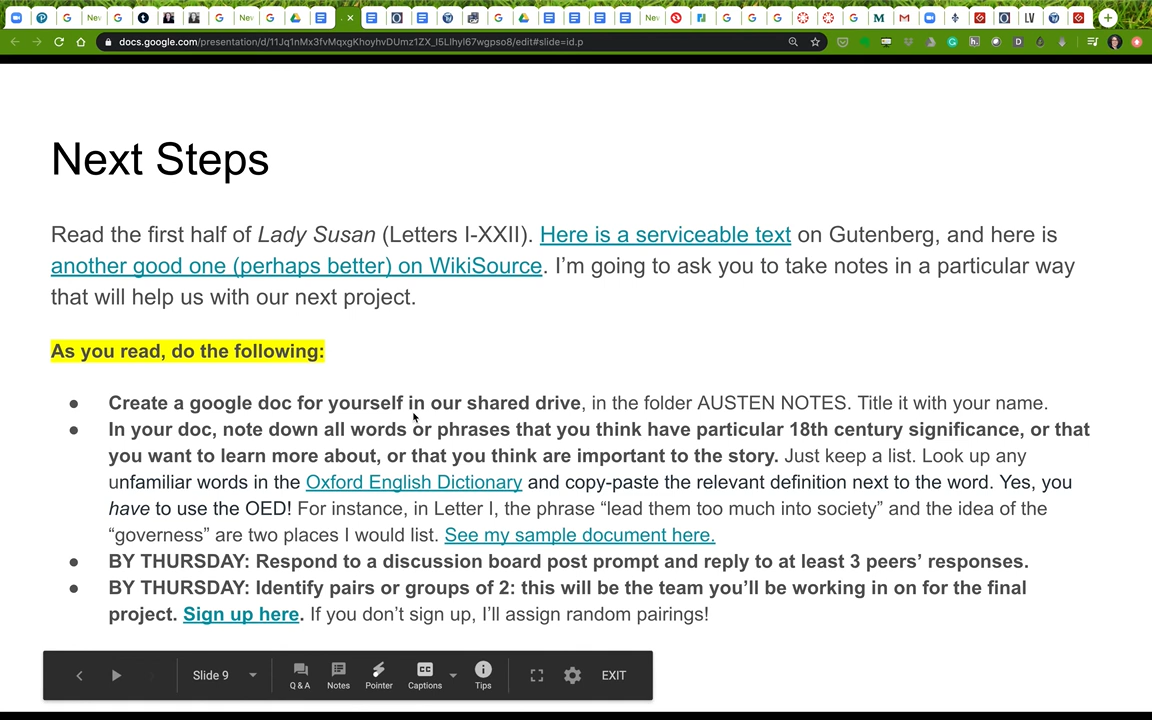 Nev
Nev
Nev
LV
docs.google.com/presentation/d/11Jq1nMx3fvMqxgKhoyhvDUmz1ZX_I5LIhyl67wgpso8/edit#slide=id.p
Next Steps
Read the first half of Lady Susan (Letters I-XXII). Here is a serviceable text on Gutenberg, and here is
another good one (perhaps better) on WikiSource. I’m going to ask you to take notes in a particular way
that will help us with our next project.
As you read, do the following:
● Create a google doc for yourself in our shared drive, in the folder AUSTEN NOTES. Title it with your name.
● In your doc, note down all words or phrases that you think have particular 18th century significance, or that
you want to learn more about, or that you think are important to the story. Just keep a list. Look up any
unfamiliar words in the Oxford English Dictionary and copy-paste the relevant definition next to the word. Yes, you
have to use the OED! For instance, in Letter I, the phrase “lead them too much into society” and the idea of the
“governess” are two places I would list. See my sample document here.
● BY THURSDAY: Respond to a discussion board post prompt and reply to at least 3 peers’ responses.
● BY THURSDAY: Identify pairs or groups of 2: this will be the team you’ll be working in on for the final
project. Sign up here. If you don’t sign up, I’ll assign random pairings!
Slide 9
Q & A
Notes
Pointer
CC
Captions
Tips
EXIT